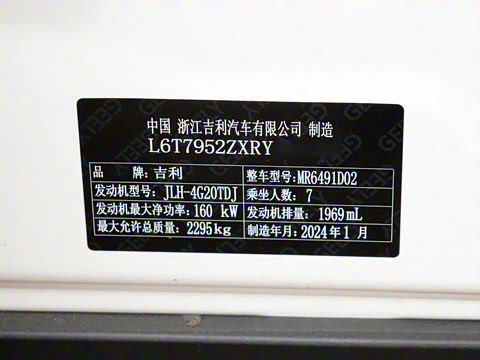 中国 浙江吉利汽车有限公司 制造
L6T7952ZXRY
品 牌:吉利 整车型号:MR6491D02
发动机型号:JLH-4G20TDJ 乘坐人数:7
发动机最大净功率:160 kW 发动机排量:1969mL
最大允许总质量:2295kg 制造年月:2024年1月